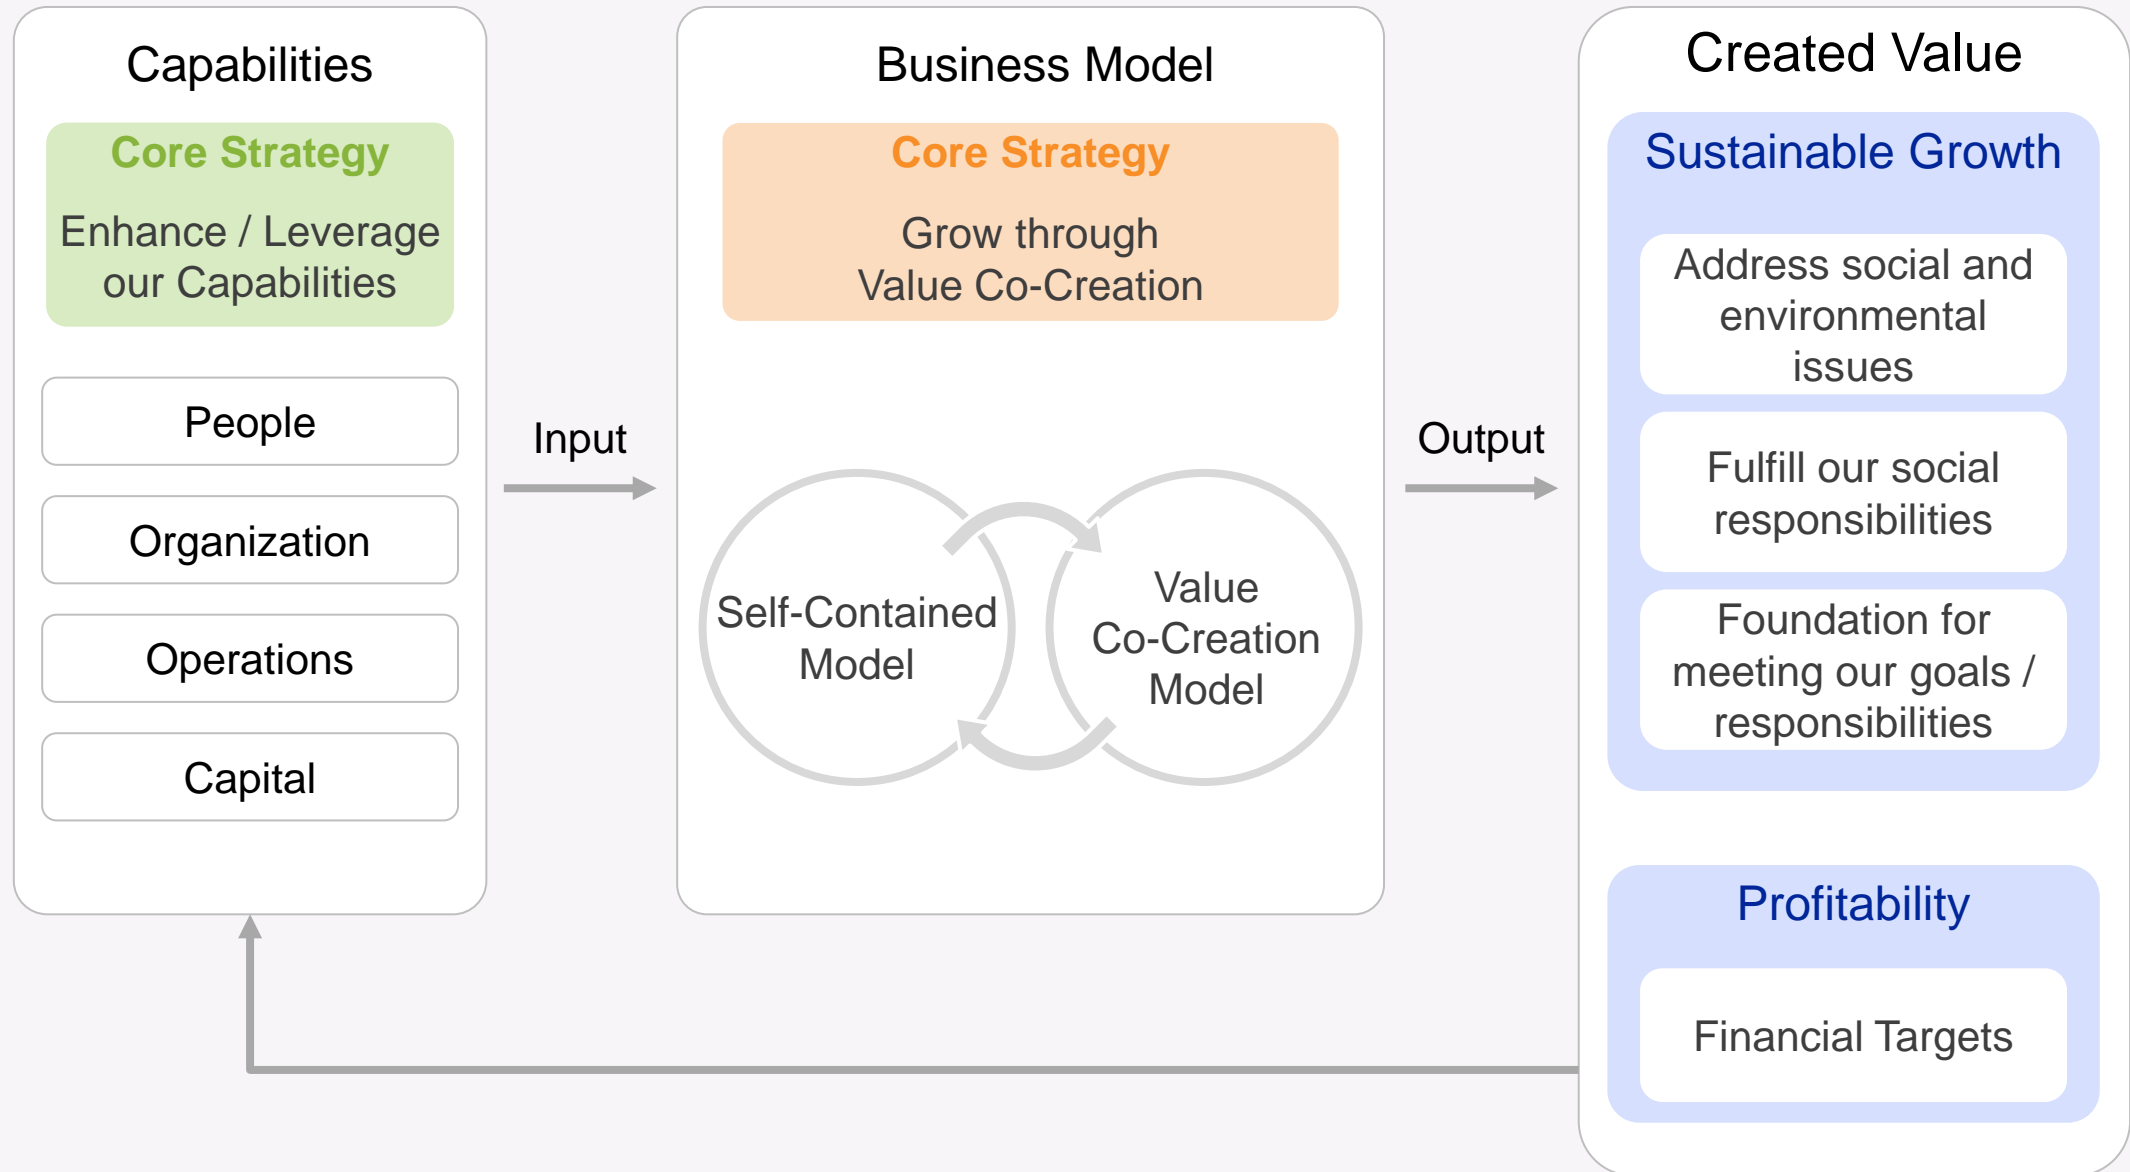 Capabilities
Core Strategy
Enhance / Leverage
our Capabilities
People
Organization
Operations
Capital
Input
Business Model
Core Strategy
Grow through
Value Co-Creation
Self-Contained
Model
Value
Co-Creation
Model
Output
Created Value
Sustainable Growth
Address social and
environmental
issues
Fulfill our social
responsibilities
Foundation for
meeting our goals /
responsibilities
Profitability
Financial Targets